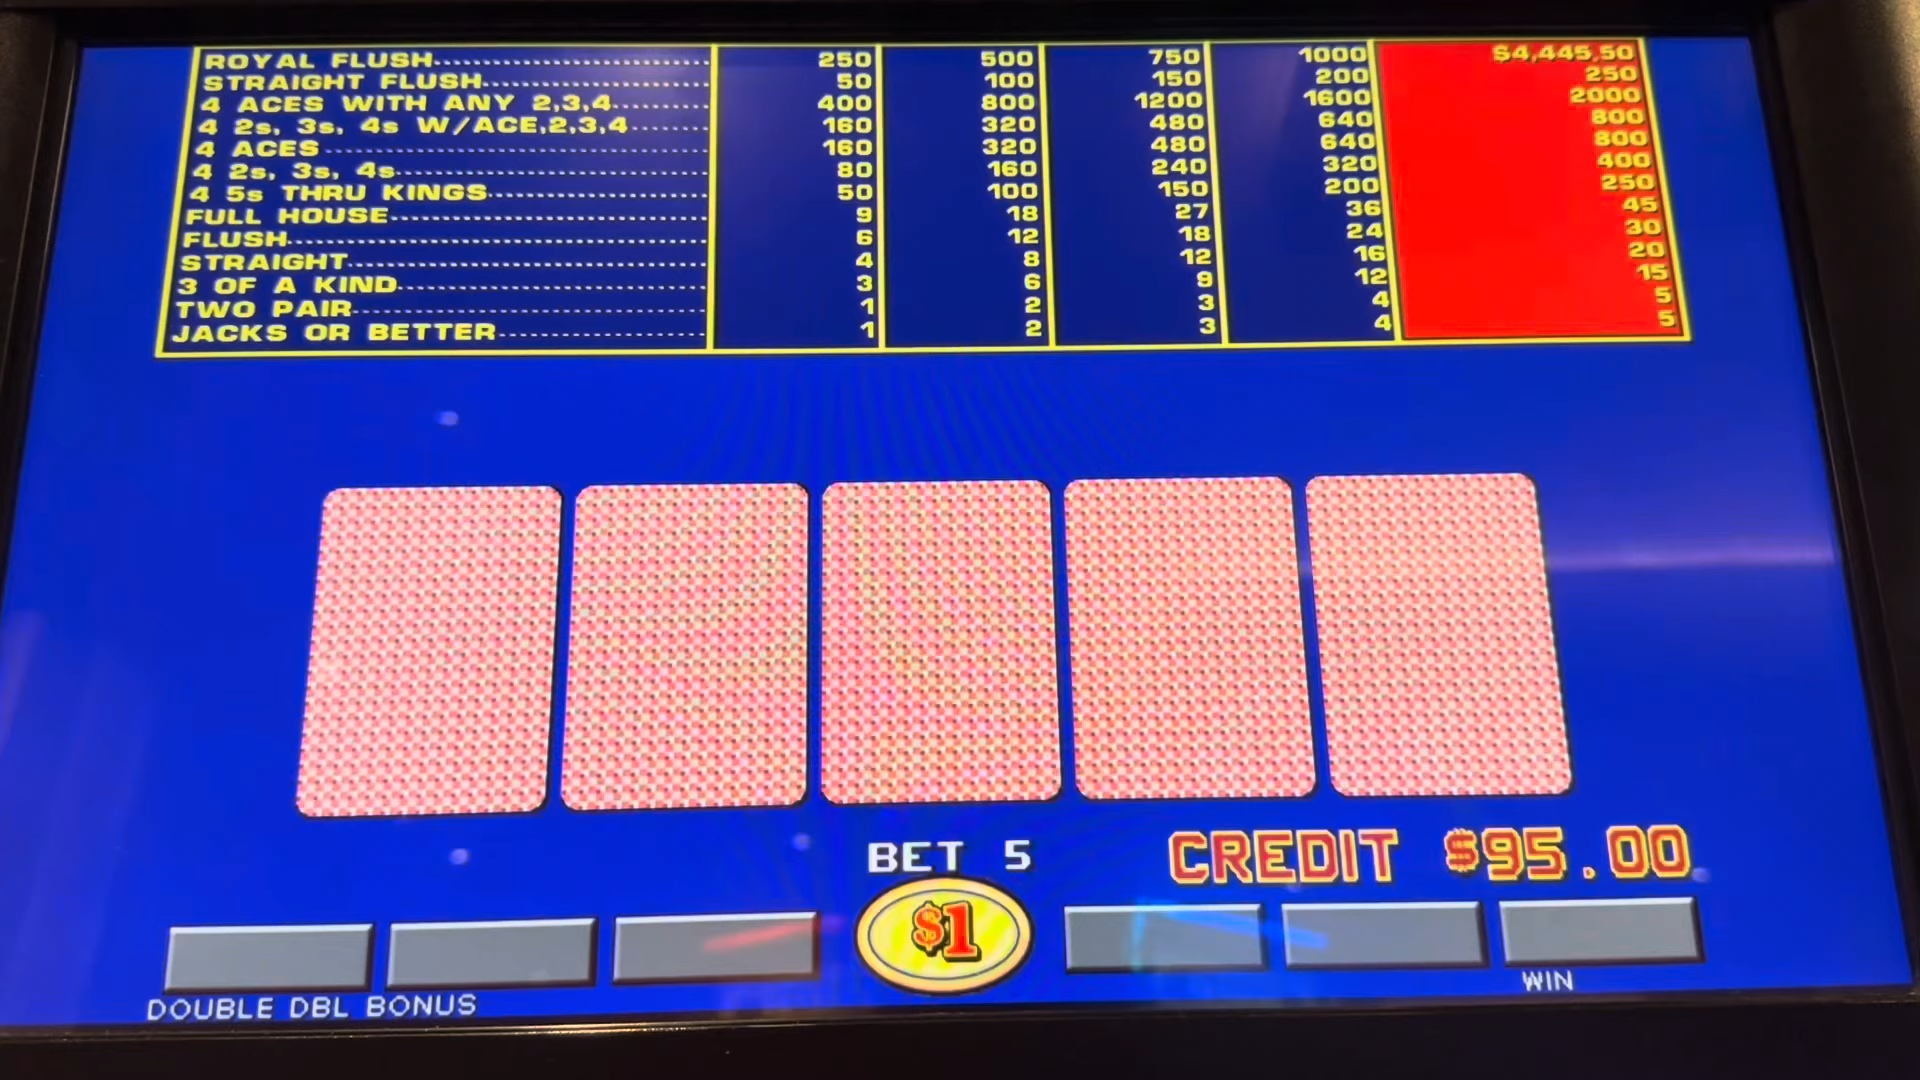 ROYAL FLUSH 250 500 750 1000 $4,445.50
STRAIGHT FLUSH 50 100 150 200 250
4 ACES WITH ANY 2,3,4 400 800 1200 1600 2000
4 2s, 3s, 4s W/ACE,2,3,4 160 320 480 640 800
4 ACES 160 320 480 640 800
4 2s, 3s, 4s 80 160 240 320 400
4 5s THRU KINGS 50 100 150 200 250
FULL HOUSE 9 18 27 36 45
FLUSH 6 12 18 24 30
STRAIGHT 4 8 12 16 20
3 OF A KIND 3 6 9 12 15
TWO PAIR 1 2 3 4 5
JACKS OR BETTER 1 2 3 4 5
BET 5 CREDIT $95.00
$1
WIN
DOUBLE DBL BONUS